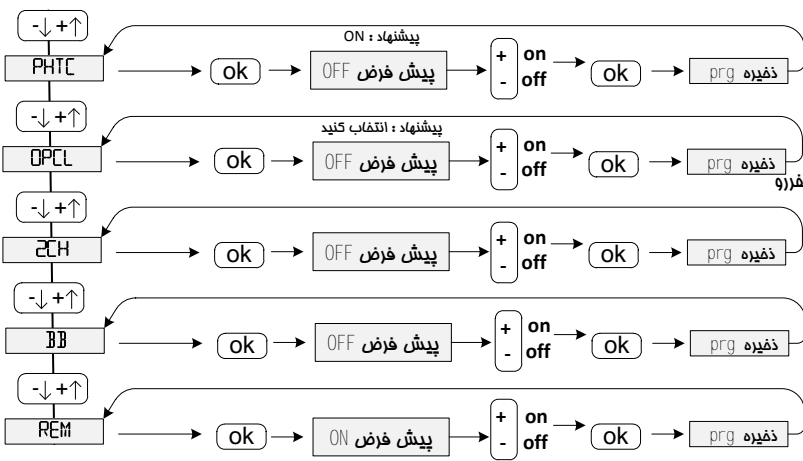 -↓ +↑
پیشنهاد : ON
PHTC ok پیش فرض OFF + on - off ok ذخیره prg
-↓ +↑
پیشنهاد : انتخاب کنید
OPCL ok پیش فرض OFF + on - off ok ذخیره prg
نفررو
-↓ +↑
2CH ok پیش فرض OFF + on - off ok ذخیره prg
-↓ +↑
BB ok پیش فرض OFF + on - off ok ذخیره prg
-↓ +↑
REM ok پیش فرض ON + on - off ok ذخیره prg